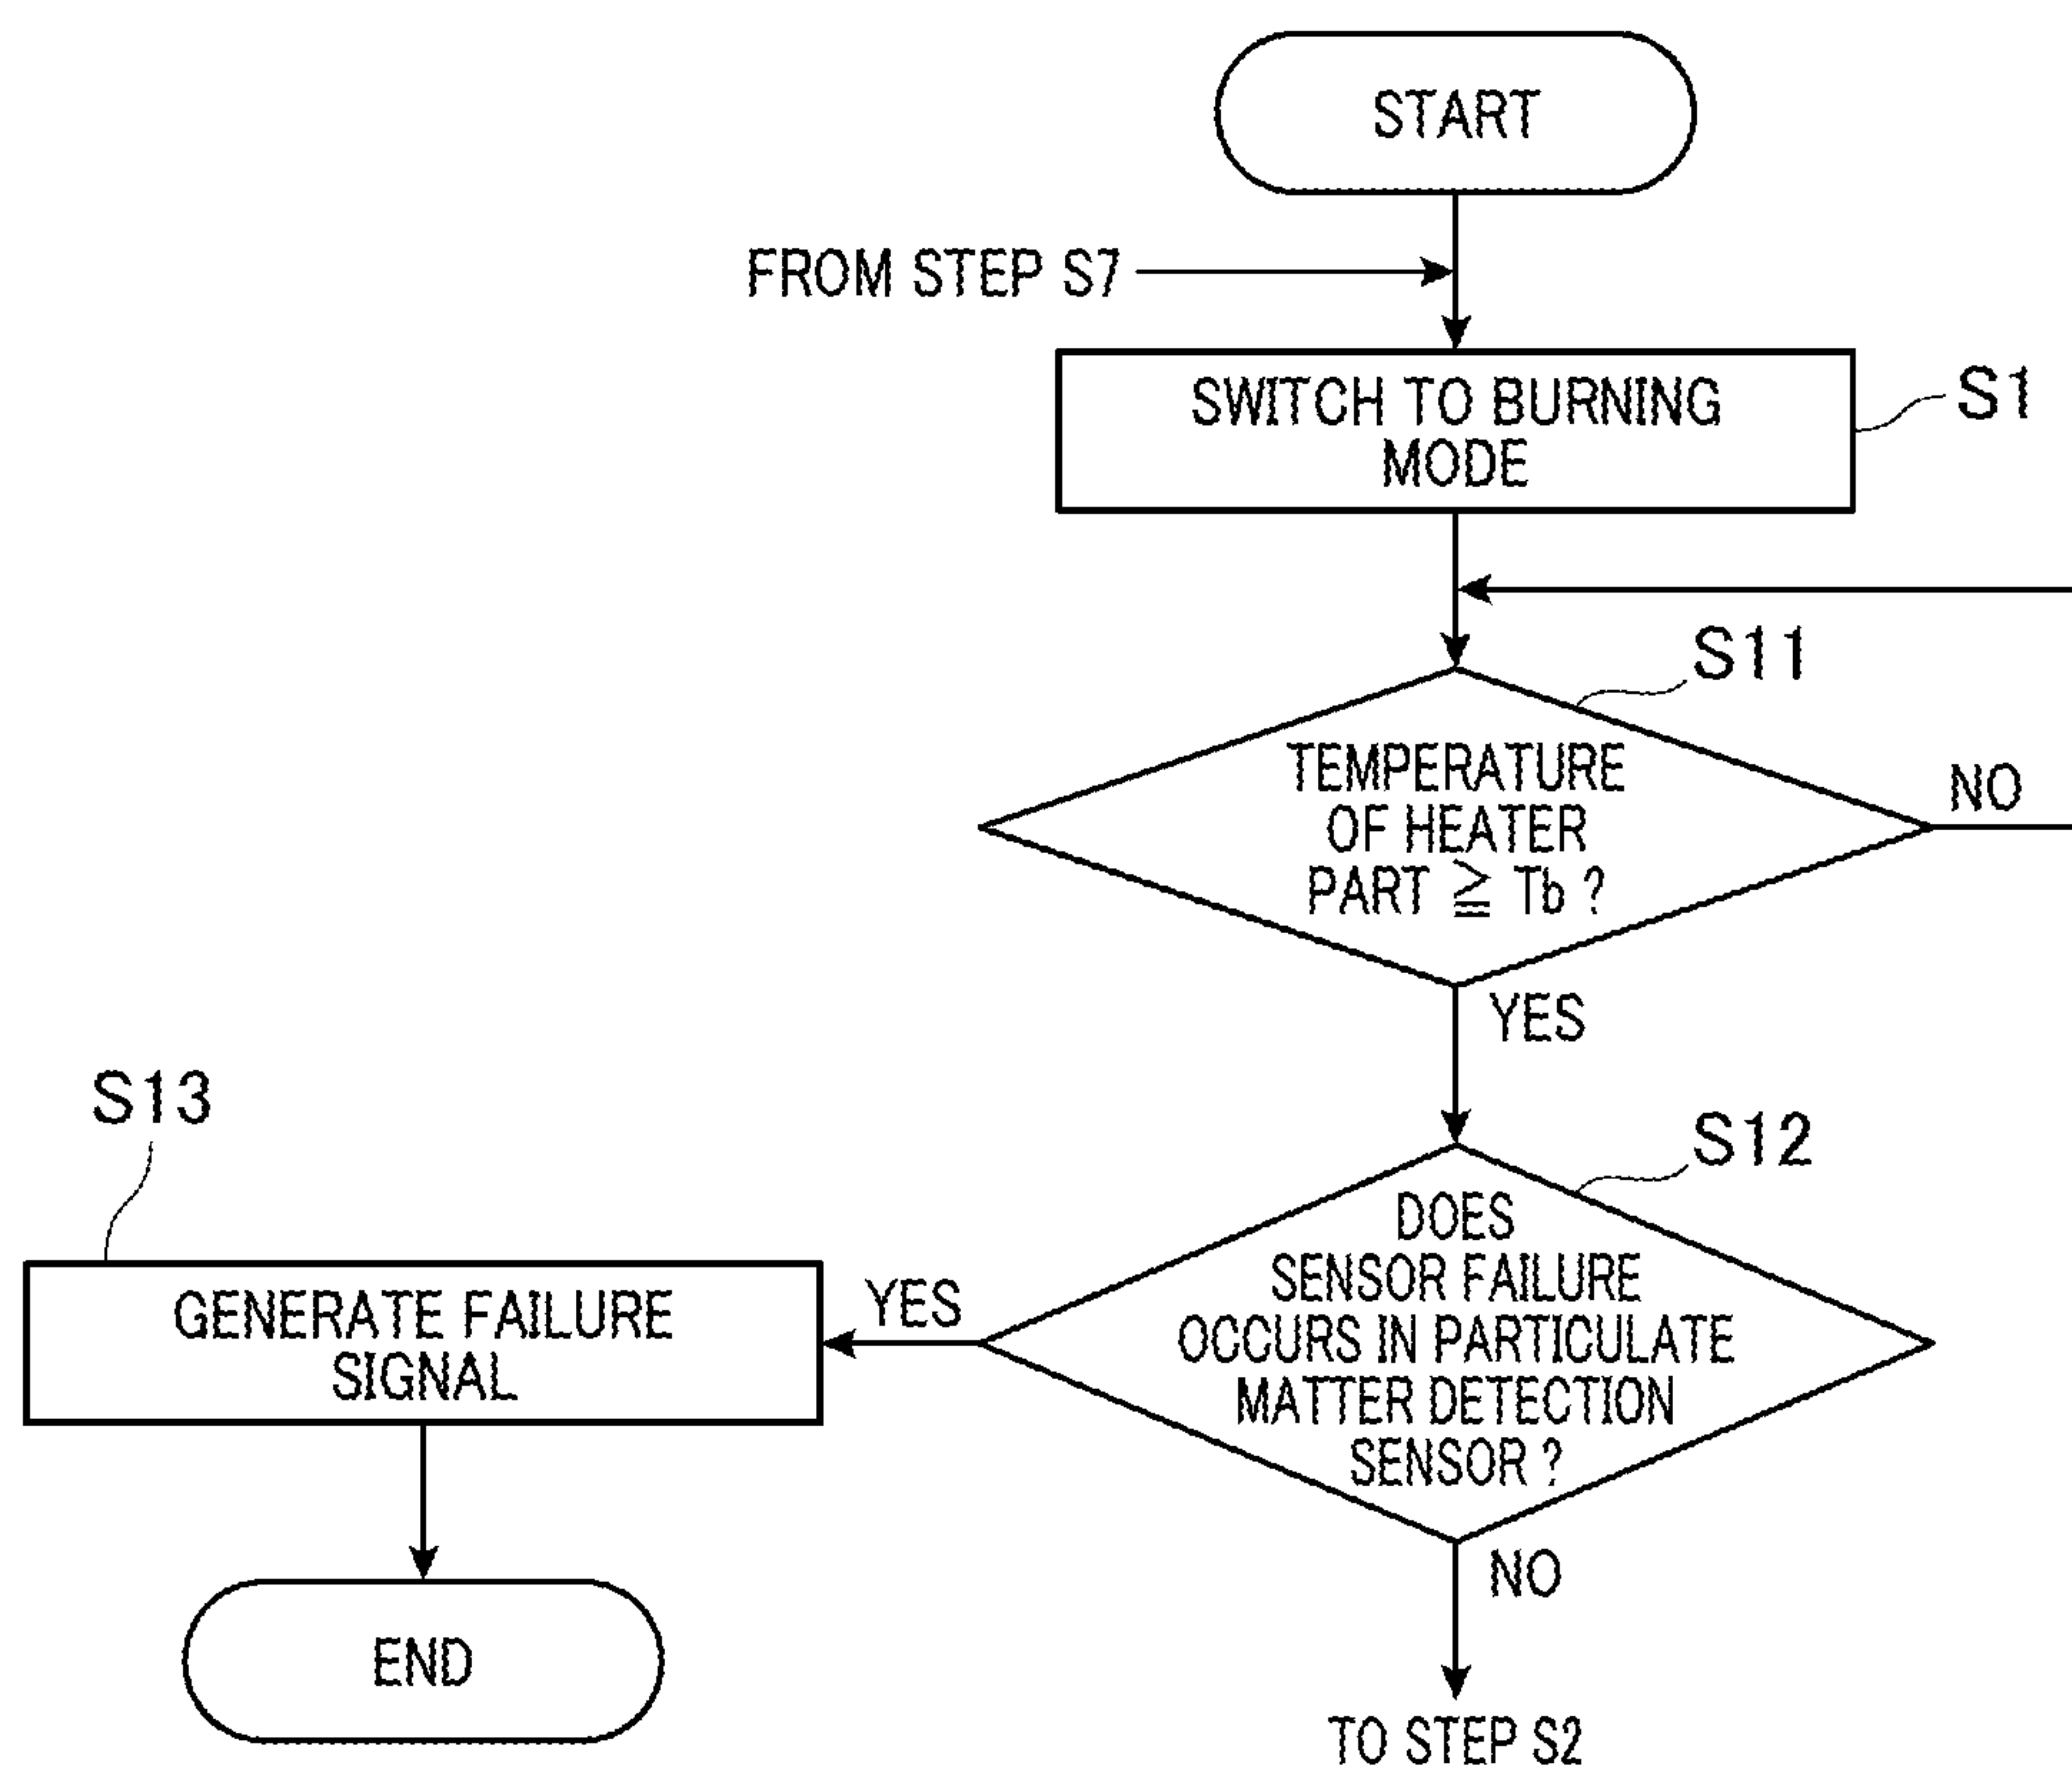 START
FROM STEP S7
SWITCH TO BURNING
MODE
S1
S11
TEMPERATURE
OF HEATER
PART ≧ Tb ?
NO
YES
S13
S12
DOES
SENSOR FAILURE
OCCURS IN PARTICULATE
MATTER DETECTION
SENSOR ?
YES
GENERATE FAILURE
SIGNAL
NO
END
TO STEP S2